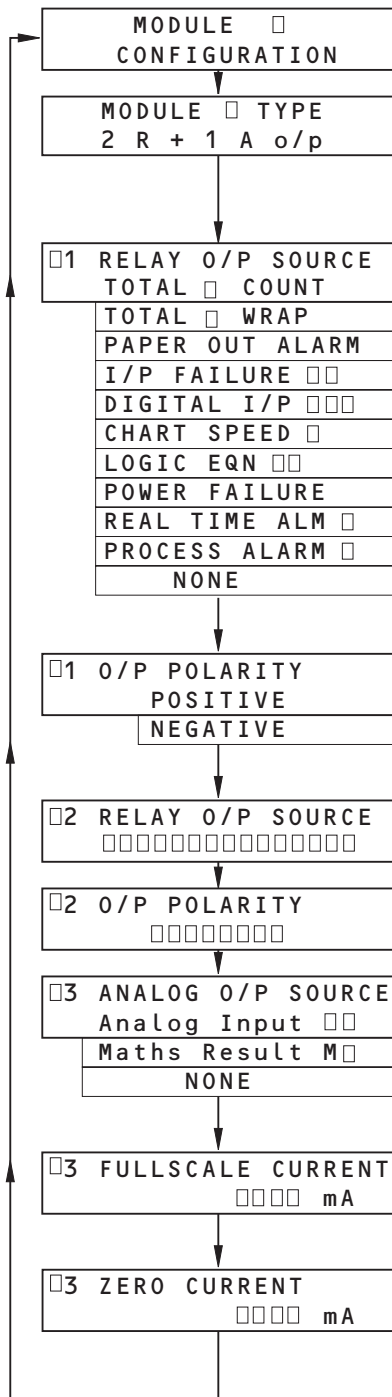 MODULE □
CONFIGURATION
MODULE □ TYPE
2 R + 1 A o/p
□1 RELAY O/P SOURCE
TOTAL □ COUNT
TOTAL □ WRAP
PAPER OUT ALARM
I/P FAILURE □□
DIGITAL I/P □□□
CHART SPEED □
LOGIC EQN □□
POWER FAILURE
REAL TIME ALM □
PROCESS ALARM □
NONE
□1 O/P POLARITY
POSITIVE
NEGATIVE
□2 RELAY O/P SOURCE
□□□□□□□□□□□□□□□
□2 O/P POLARITY
□□□□□□□□
□3 ANALOG O/P SOURCE
Analog Input □□
Maths Result M□
NONE
□3 FULLSCALE CURRENT
□□□□ mA
□3 ZERO CURRENT
□□□□ mA